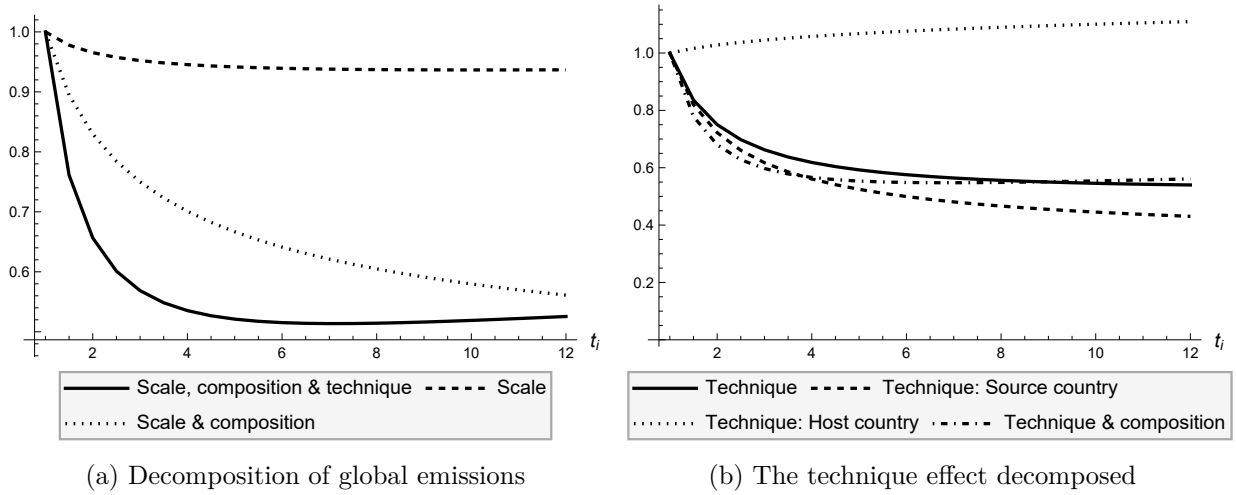 1.0
0.9
0.8
0.7
0.6
2 4 6 8 10 12
t_i
Scale, composition & technique Scale
Scale & composition
(a) Decomposition of global emissions
1.0
0.8
0.6
0.4
0.2
2 4 6 8 10 12
t_i
Technique Technique: Source country
Technique: Host country Technique & composition
(b) The technique effect decomposed